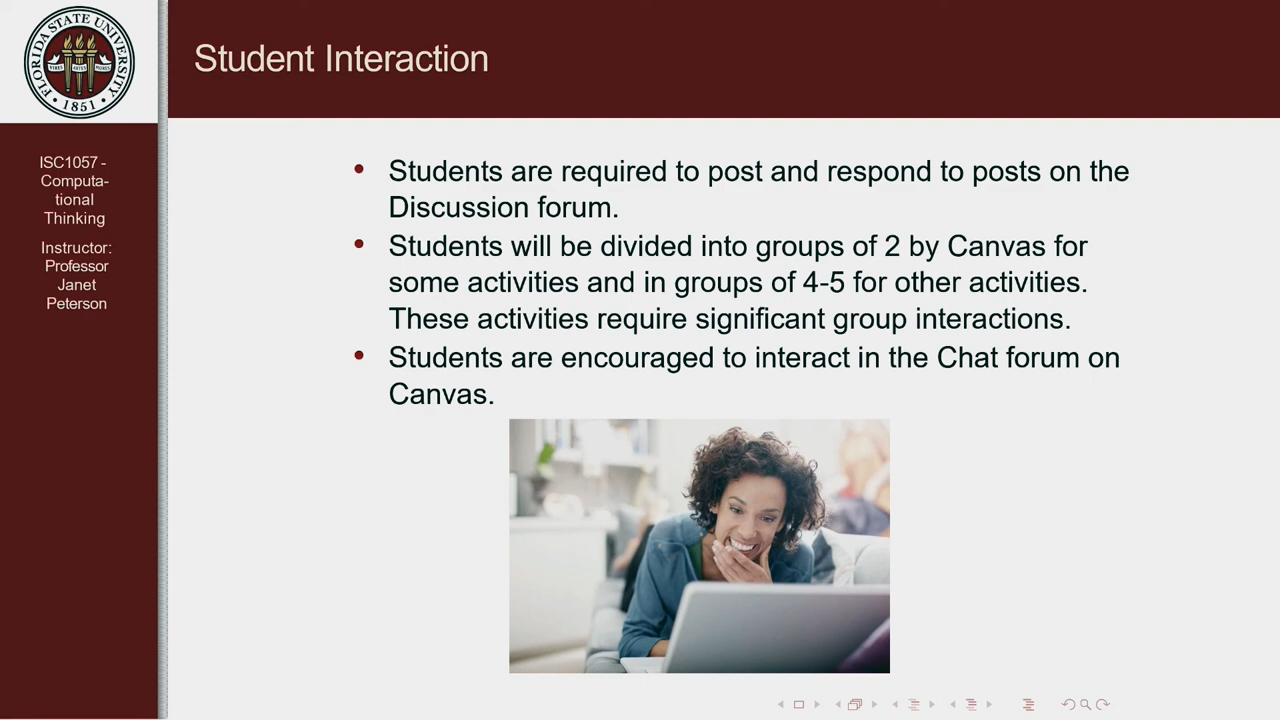 FLORIDA STATE UNIVERSITY
1851
Student Interaction
ISC1057 -
Computa-
tional
Thinking
Instructor:
Professor
Janet
Peterson
• Students are required to post and respond to posts on the
Discussion forum.
• Students will be divided into groups of 2 by Canvas for
some activities and in groups of 4-5 for other activities.
These activities require significant group interactions.
• Students are encouraged to interact in the Chat forum on
Canvas.